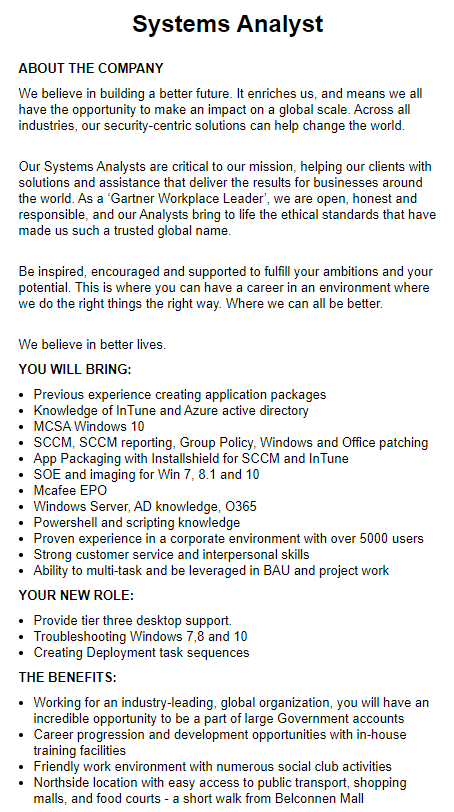 Systems Analyst
ABOUT THE COMPANY
We believe in building a better future. It enriches us, and means we all
have the opportunity to make an impact on a global scale. Across all
industries, our security-centric solutions can help change the world.
Our Systems Analysts are critical to our mission, helping our clients with
solutions and assistance that deliver the results for businesses around
the world. As a ‘Gartner Workplace Leader’, we are open, honest and
responsible, and our Analysts bring to life the ethical standards that have
made us such a trusted global name.
Be inspired, encouraged and supported to fulfill your ambitions and your
potential. This is where you can have a career in an environment where
we do the right things the right way. Where we can all be better.
We believe in better lives.
YOU WILL BRING:
• Previous experience creating application packages
• Knowledge of InTune and Azure active directory
• MCSA Windows 10
• SCCM, SCCM reporting, Group Policy, Windows and Office patching
• App Packaging with Installshield for SCCM and InTune
• SOE and imaging for Win 7, 8.1 and 10
• Mcafee EPO
• Windows Server, AD knowledge, O365
• Powershell and scripting knowledge
• Proven experience in a corporate environment with over 5000 users
• Strong customer service and interpersonal skills
• Ability to multi-task and be leveraged in BAU and project work
YOUR NEW ROLE:
• Provide tier three desktop support.
• Troubleshooting Windows 7,8 and 10
• Creating Deployment task sequences
THE BENEFITS:
• Working for an industry-leading, global organization, you will have an
incredible opportunity to be a part of large Government accounts
• Career progression and development opportunities with in-house
training facilities
• Friendly work environment with numerous social club activities
• Northside location with easy access to public transport, shopping
malls, and food courts - a short walk from Belconnen Mall